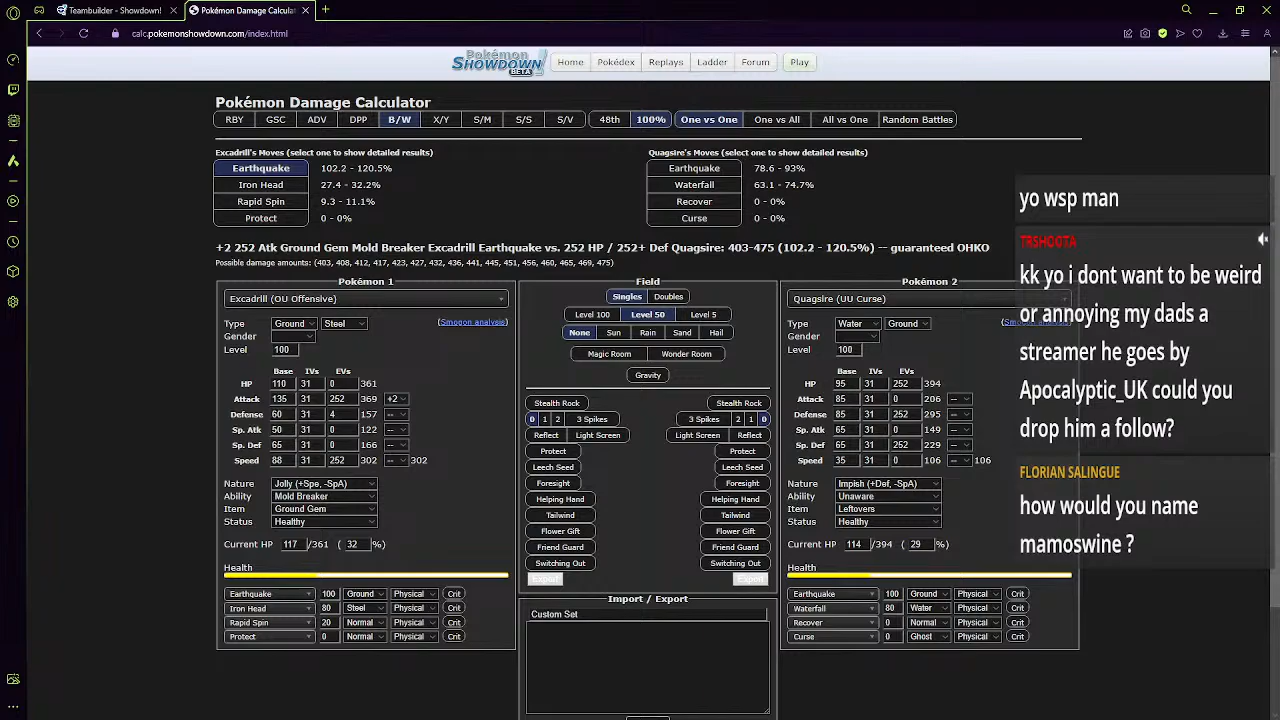 Teambuilder - Showdown!
Pokémon Damage Calculat
calc.pokemonshowdown.com/index.html
Pokémon SHOWDOWN! BETA
Home Pokédex Replays Ladder Forum Play
Pokémon Damage Calculator
RBY GSC ADV DPP B/W X/Y S/M S/S S/V 48th 100% One vs One One vs All All vs One Random Battles
Excadrill's Moves (select one to show detailed results)
Earthquake 102.2 - 120.5%
Iron Head 27.4 - 32.2%
Rapid Spin 9.3 - 11.1%
Protect 0 - 0%
Quagsire's Moves (select one to show detailed results)
Earthquake 78.6 - 93%
Waterfall 63.1 - 74.7%
Recover 0 - 0%
Curse 0 - 0%
+2 252 Atk Ground Gem Mold Breaker Excadrill Earthquake vs. 252 HP / 252+ Def Quagsire: 403-475 (102.2 - 120.5%) -- guaranteed OHKO
Possible damage amounts: (403, 408, 412, 417, 423, 427, 432, 436, 441, 445, 451, 456, 460, 465, 469, 475)
Pokémon 1
Excadrill (OU Offensive)
Type Ground Steel (Smogon analysis)
Gender
Level 100
Base IVs EVs
HP 110 31 0 361
Attack 135 31 252 369 +2
Defense 60 31 4 157 --
Sp. Atk 50 31 0 122 --
Sp. Def 65 31 0 166 --
Speed 88 31 252 302 -- 302
Nature Jolly (+Spe, -SpA)
Ability Mold Breaker
Item Ground Gem
Status Healthy
Current HP 117 /361 ( 32 %)
Health
Earthquake 100 Ground Physical Crit
Iron Head 80 Steel Physical Crit
Rapid Spin 20 Normal Physical Crit
Protect 0 Normal Physical Crit
Field
Singles Doubles
Level 100 Level 50 Level 5
None Sun Rain Sand Hail
Magic Room Wonder Room
Gravity
Stealth Rock Stealth Rock
0 1 2 3 Spikes 3 Spikes 2 1 0
Reflect Light Screen Light Screen Reflect
Protect Protect
Leech Seed Leech Seed
Foresight Foresight
Helping Hand Helping Hand
Tailwind Tailwind
Flower Gift Flower Gift
Friend Guard Friend Guard
Switching Out Switching Out
Export Export
Import / Export
Custom Set
Pokémon 2
Quagsire (UU Curse)
Type Water Ground (Smogon analysis)
Gender
Level 100
Base IVs EVs
HP 95 31 252 394
Attack 85 31 0 206 --
Defense 85 31 252 295 --
Sp. Atk 65 31 0 149 --
Sp. Def 65 31 252 229 --
Speed 35 31 0 106 -- 106
Nature Impish (+Def, -SpA)
Ability Unaware
Item Leftovers
Status Healthy
Current HP 114 /394 ( 29 %)
Health
Earthquake 100 Ground Physical Crit
Waterfall 80 Water Physical Crit
Recover 0 Normal Physical Crit
Curse 0 Ghost Physical Crit
yo wsp man
TRSHOOTA
kk yo i dont want to be weird
or annoying my dads a
streamer he goes by
Apocalyptic_UK could you
drop him a follow?
FLORIAN SALINGUE
how would you name
mamoswine ?